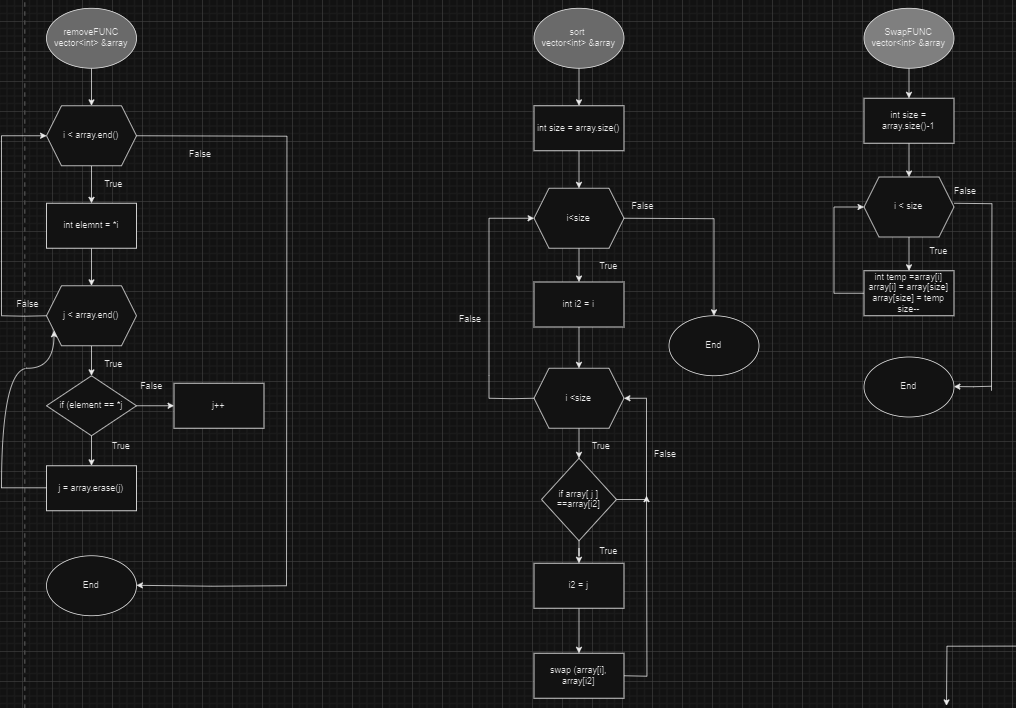 removeFUNC
vector<int> &array
i < array.end()
False
True
int elemnt = *i
False
j < array.end()
True
False
if (element == *j
j++
True
j = array.erase(j)
End
sort
vector<int> &array
int size = array.size()
False
i<size
True
int i2 = i
False
End
i <size
True
False
if array[ j ]
==array[i2]
True
i2 = j
swap (array[i],
array[i2]
SwapFUNC
vector<int> &array
int size =
array.size()-1
False
i < size
True
int temp =array[i]
array[i] = array[size]
array[size] = temp
size--
End